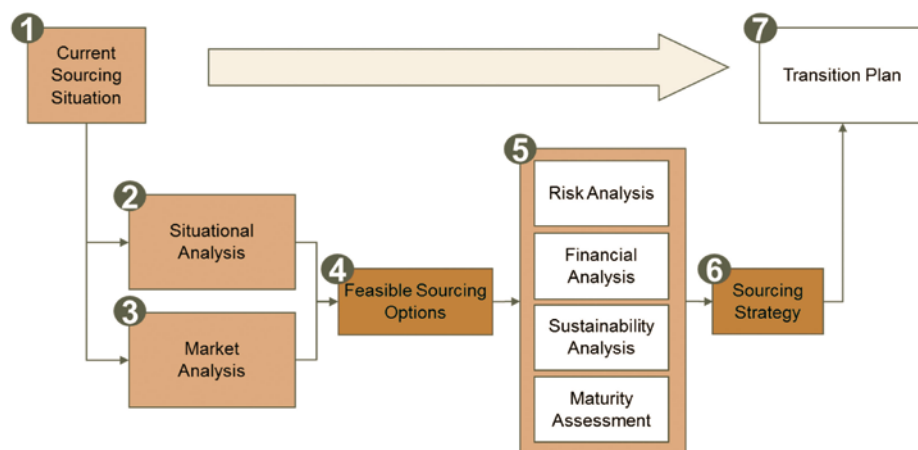 1
Current
Sourcing
Situation
7
Transition Plan
2
Situational
Analysis
3
Market
Analysis
4
Feasible Sourcing
Options
5
Risk Analysis
Financial
Analysis
Sustainability
Analysis
Maturity
Assessment
6
Sourcing
Strategy